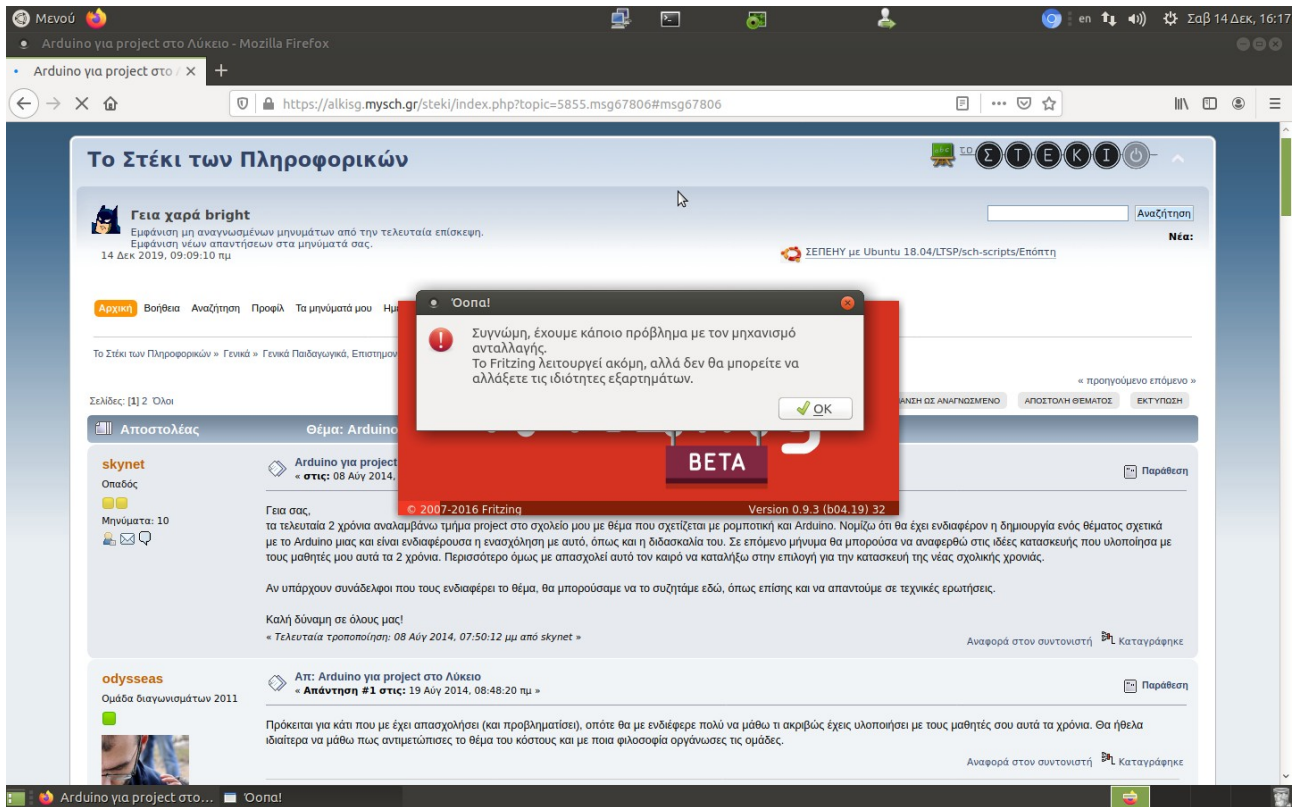 Μενού
en
Σαβ 14 Δεκ, 16:17
Arduino για project στο Λύκειο - Mozilla Firefox
Arduino για project στο
https://alkisg.mysch.gr/steki/index.php?topic=5855.msg67806#msg67806
Το Στέκι των Πληροφορικών
abc
ΤΟ
ΣΤΕΚΙ
Γεια χαρά bright
Εμφάνιση μη αναγνωσμένων μηνυμάτων από την τελευταία επίσκεψη.
Εμφάνιση νέων απαντήσεων στα μηνύματά σας.
14 Δεκ 2019, 09:09:10 πμ
Αναζήτηση
Νέα:
ΣΕΠΕΗΥ με Ubuntu 18.04/LTSP/sch-scripts/Επόπτη
Αρχική Βοήθεια Αναζήτηση Προφίλ Τα μηνύματά μου
Όοπα!
Συγνώμη, έχουμε κάποιο πρόβλημα με τον μηχανισμό
ανταλλαγής.
Το Fritzing λειτουργεί ακόμη, αλλά δεν θα μπορείτε να
αλλάξετε τις ιδιότητες εξαρτημάτων.
OK
BETA
© 2007-2016 Fritzing
Version 0.9.3 (b04.19) 32
Το Στέκι των Πληροφορικών » Γενικά » Γενικά Παιδαγωγικά,
« προηγούμενο επόμενο »
Σελίδες: [1] 2 Όλοι
ΑΠΟΣΤΟΛΗ ΘΕΜΑΤΟΣ
ΕΚΤΥΠΩΣΗ
Αποστολέας
Θέμα: Arduino
skynet
Οπαδός
Μηνύματα: 10
Arduino για project
« στις: 08 Αύγ 2014,
Παράθεση
Γεια σας,
τα τελευταία 2 χρόνια αναλαμβάνω τμήμα project στο σχολείο μου με θέμα που σχετίζεται με ρομποτική και Arduino. Νομίζω ότι θα έχει ενδιαφέρον η δημιουργία ενός θέματος σχετικά
με το Arduino μιας και είναι ενδιαφέρουσα η ενασχόληση με αυτό, όπως και η διδασκαλία του. Σε επόμενο μήνυμα θα μπορούσα να αναφερθώ στις ιδέες κατασκευής που υλοποίησα με
τους μαθητές μου αυτά τα 2 χρόνια. Περισσότερο όμως με απασχολεί αυτό τον καιρό να καταλήξω στην επιλογή για την κατασκευή της νέας σχολικής χρονιάς.
Αν υπάρχουν συνάδελφοι που τους ενδιαφέρει το θέμα, θα μπορούσαμε να το συζητάμε εδώ, όπως επίσης και να απαντούμε σε τεχνικές ερωτήσεις.
Καλή δύναμη σε όλους μας!
« Τελευταία τροποποίηση: 08 Αύγ 2014, 07:50:12 μμ από skynet »
Αναφορά στον συντονιστή
Καταγράφηκε
odysseas
Ομάδα διαγωνισμάτων 2011
Απ: Arduino για project στο Λύκειο
« Απάντηση #1 στις: 19 Αύγ 2014, 08:48:20 πμ »
Παράθεση
Πρόκειται για κάτι που με έχει απασχολήσει (και προβληματίσει), οπότε θα με ενδιέφερε πολύ να μάθω τι ακριβώς έχεις υλοποιήσει με τους μαθητές σου αυτά τα χρόνια. Θα ήθελα
ιδιαίτερα να μάθω πως αντιμετώπισες το θέμα του κόστους και με ποια φιλοσοφία οργάνωσες τις ομάδες.
Αναφορά στον συντονιστή
Καταγράφηκε
Arduino για project στο...
Όοπα!